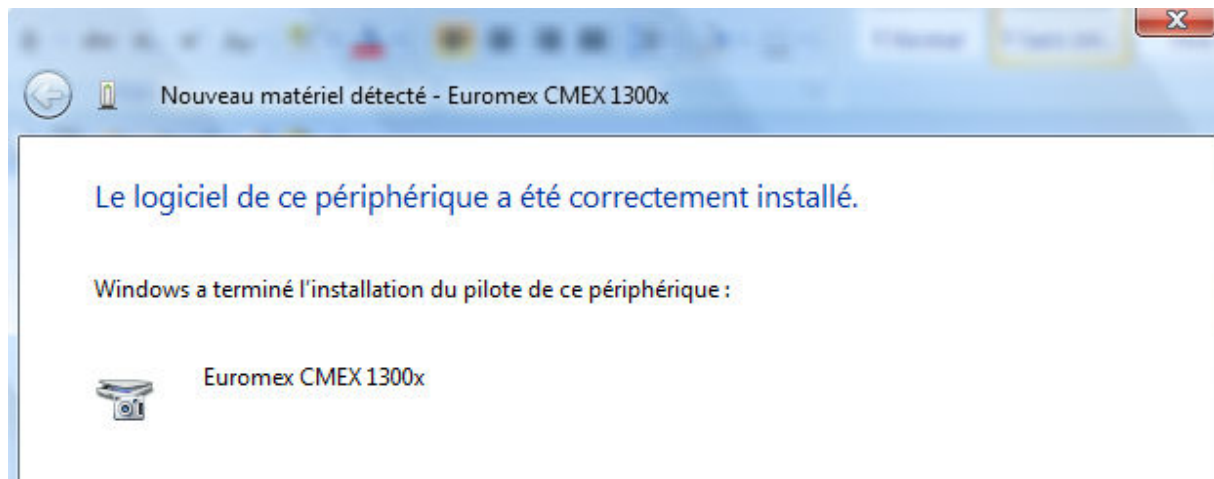 Nouveau matériel détecté - Euromex CMEX 1300x
Le logiciel de ce périphérique a été correctement installé.
Windows a terminé l'installation du pilote de ce périphérique :
Euromex CMEX 1300x